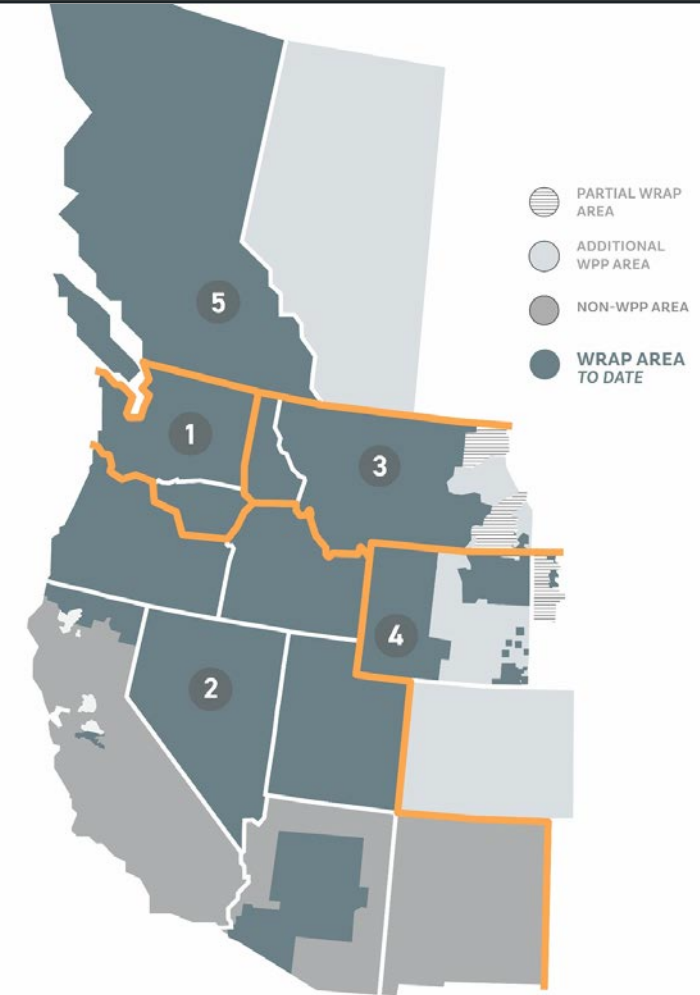 PARTIAL WRAP
AREA
ADDITIONAL
WPP AREA
5
NON-WPP AREA
WRAP AREA
TO DATE
1
3
4
2